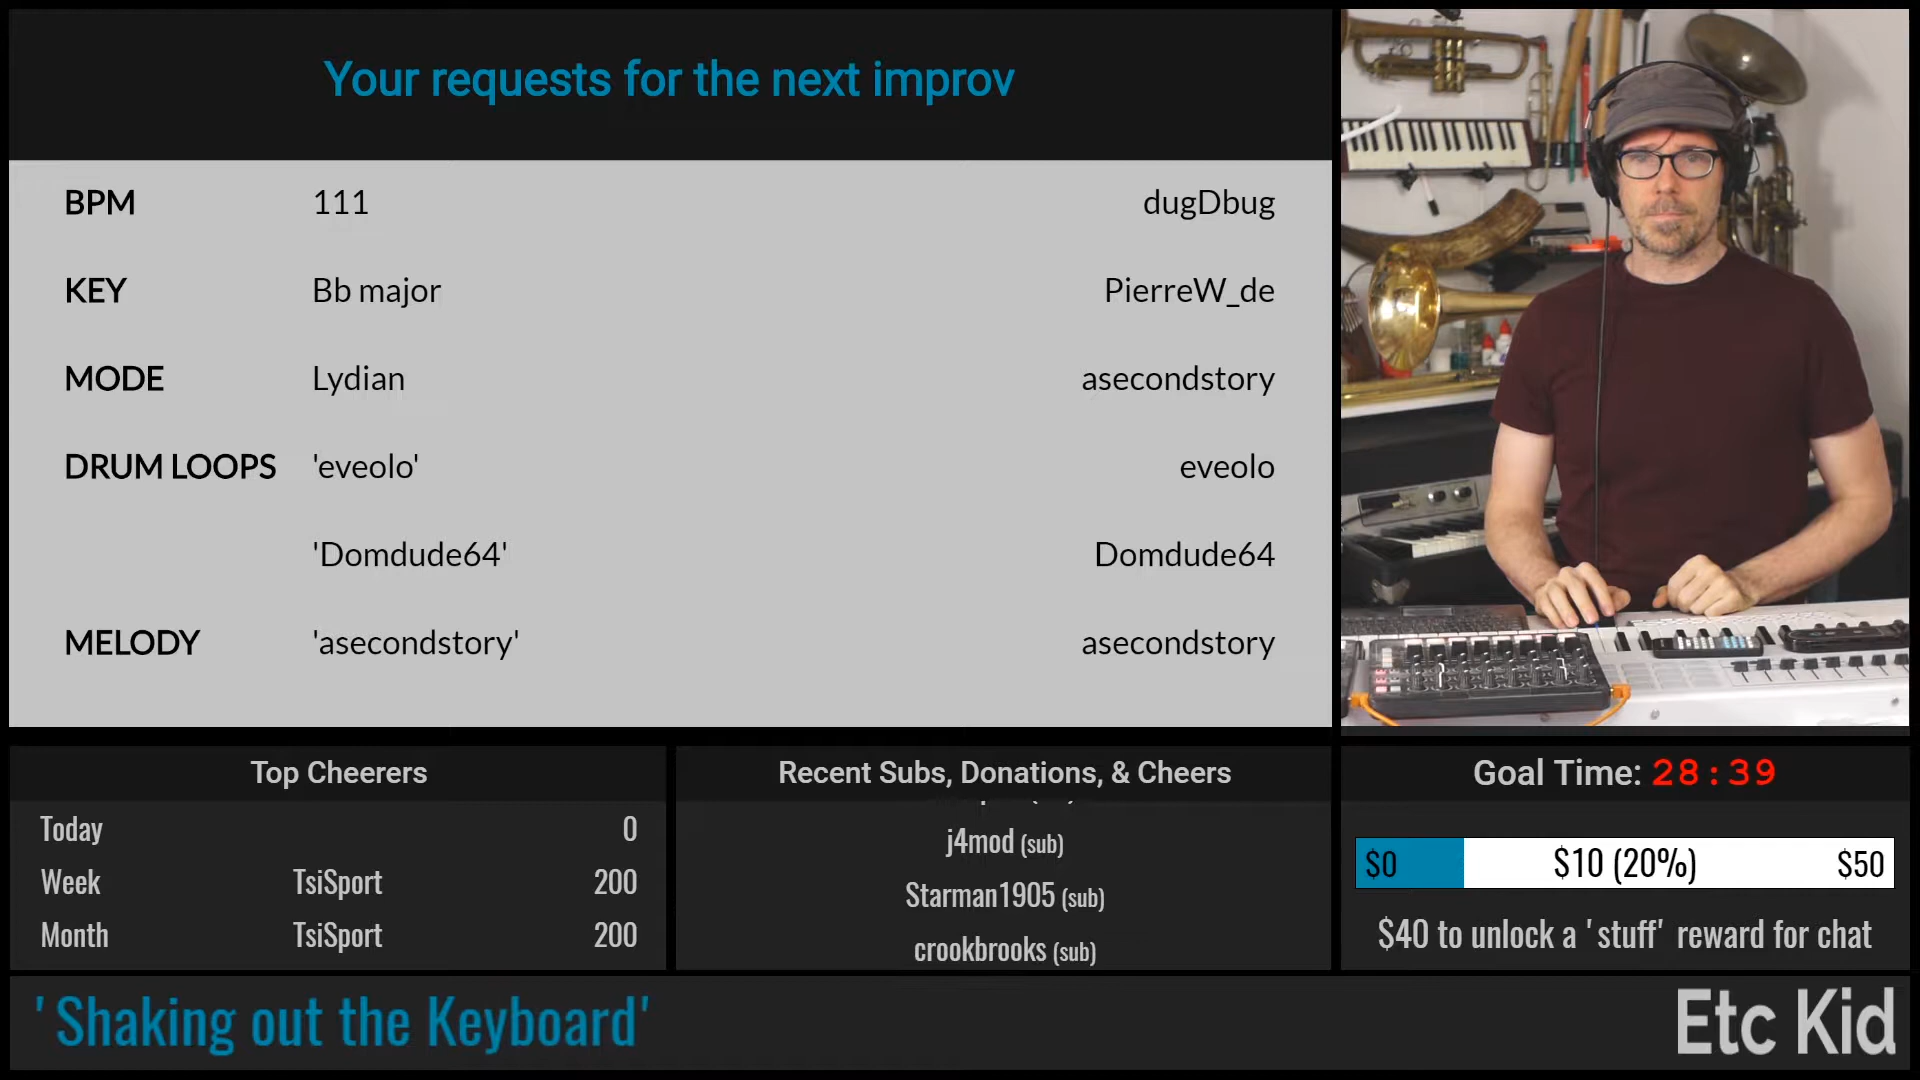 Your requests for the next improv
BPM 111 dugDbug
KEY Bb major PierreW_de
MODE Lydian asecondstory
DRUM LOOPS 'eveolo' eveolo
'Domdude64' Domdude64
MELODY 'asecondstory' asecondstory
Top Cheerers
Today 0
Week TsiSport 200
Month TsiSport 200
Recent Subs, Donations, & Cheers
j4mod (sub)
Starman1905 (sub)
crookbrooks (sub)
Goal Time: 28:39
$0 $10 (20%) $50
$40 to unlock a 'stuff' reward for chat
'Shaking out the Keyboard'
Etc Kid